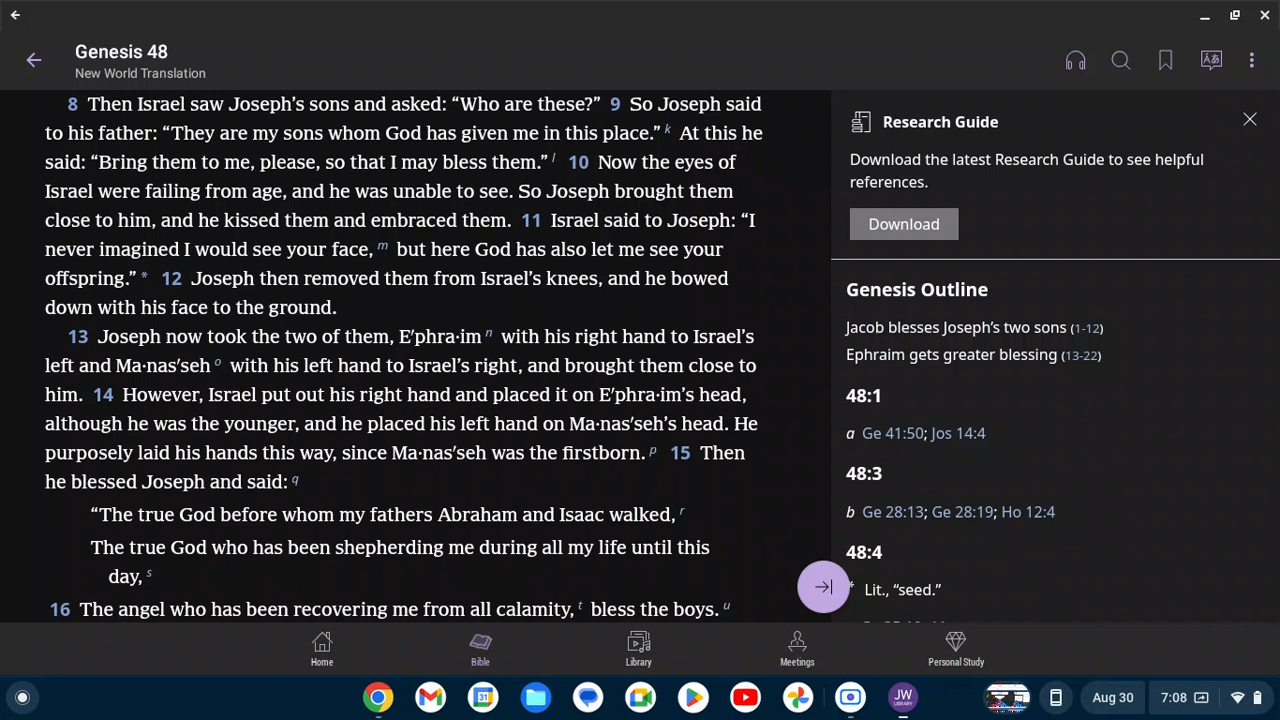 Genesis 48
New World Translation
8 Then Israel saw Joseph’s sons and asked: “Who are these?” 9 So Joseph said
to his father: “They are my sons whom God has given me in this place.” k At this he
said: “Bring them to me, please, so that I may bless them.” l 10 Now the eyes of
Israel were failing from age, and he was unable to see. So Joseph brought them
close to him, and he kissed them and embraced them. 11 Israel said to Joseph: “I
never imagined I would see your face, m but here God has also let me see your
offspring.” * 12 Joseph then removed them from Israel’s knees, and he bowed
down with his face to the ground.
13 Joseph now took the two of them, Eʹphra·im n with his right hand to Israel’s
left and Ma·nasʹseh o with his left hand to Israel’s right, and brought them close to
him. 14 However, Israel put out his right hand and placed it on Eʹphra·im’s head,
although he was the younger, and he placed his left hand on Ma·nasʹseh’s head. He
purposely laid his hands this way, since Ma·nasʹseh was the firstborn. p 15 Then
he blessed Joseph and said: q
“The true God before whom my fathers Abraham and Isaac walked, r
The true God who has been shepherding me during all my life until this
day, s
16 The angel who has been recovering me from all calamity, t bless the boys. u
Research Guide
Download the latest Research Guide to see helpful
references.
Download
Genesis Outline
Jacob blesses Joseph’s two sons (1-12)
Ephraim gets greater blessing (13-22)
48:1
a Ge 41:50; Jos 14:4
48:3
b Ge 28:13; Ge 28:19; Ho 12:4
48:4
* Lit., “seed.”
Home
Bible
Library
Meetings
Personal Study
31
JW
LIBRARY
Aug 30
7:08